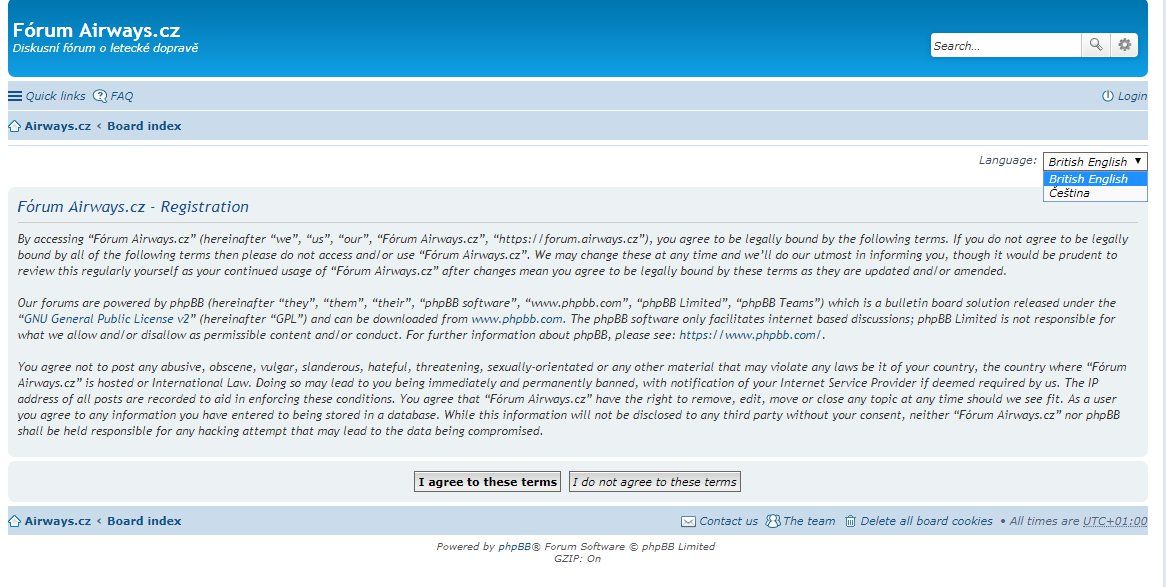 Fórum Airways.cz
Diskusní fórum o letecké dopravě
Search…
Quick links FAQ
Login
Airways.cz ‹ Board index
Language: British English ▼
British English
Čeština
Fórum Airways.cz - Registration
By accessing “Fórum Airways.cz” (hereinafter “we”, “us”, “our”, “Fórum Airways.cz”, “https://forum.airways.cz”), you agree to be legally bound by the following terms. If you do not agree to be legally
bound by all of the following terms then please do not access and/or use “Fórum Airways.cz”. We may change these at any time and we’ll do our utmost in informing you, though it would be prudent to
review this regularly yourself as your continued usage of “Fórum Airways.cz” after changes mean you agree to be legally bound by these terms as they are updated and/or amended.
Our forums are powered by phpBB (hereinafter “they”, “them”, “their”, “phpBB software”, “www.phpbb.com”, “phpBB Limited”, “phpBB Teams”) which is a bulletin board solution released under the
“GNU General Public License v2” (hereinafter “GPL”) and can be downloaded from www.phpbb.com. The phpBB software only facilitates internet based discussions; phpBB Limited is not responsible for
what we allow and/or disallow as permissible content and/or conduct. For further information about phpBB, please see: https://www.phpbb.com/.
You agree not to post any abusive, obscene, vulgar, slanderous, hateful, threatening, sexually-orientated or any other material that may violate any laws be it of your country, the country where “Fórum
Airways.cz” is hosted or International Law. Doing so may lead to you being immediately and permanently banned, with notification of your Internet Service Provider if deemed required by us. The IP
address of all posts are recorded to aid in enforcing these conditions. You agree that “Fórum Airways.cz” have the right to remove, edit, move or close any topic at any time should we see fit. As a user
you agree to any information you have entered to being stored in a database. While this information will not be disclosed to any third party without your consent, neither “Fórum Airways.cz” nor phpBB
shall be held responsible for any hacking attempt that may lead to the data being compromised.
I agree to these terms I do not agree to these terms
Airways.cz ‹ Board index
Contact us The team Delete all board cookies • All times are UTC+01:00
Powered by phpBB® Forum Software © phpBB Limited
GZIP: On